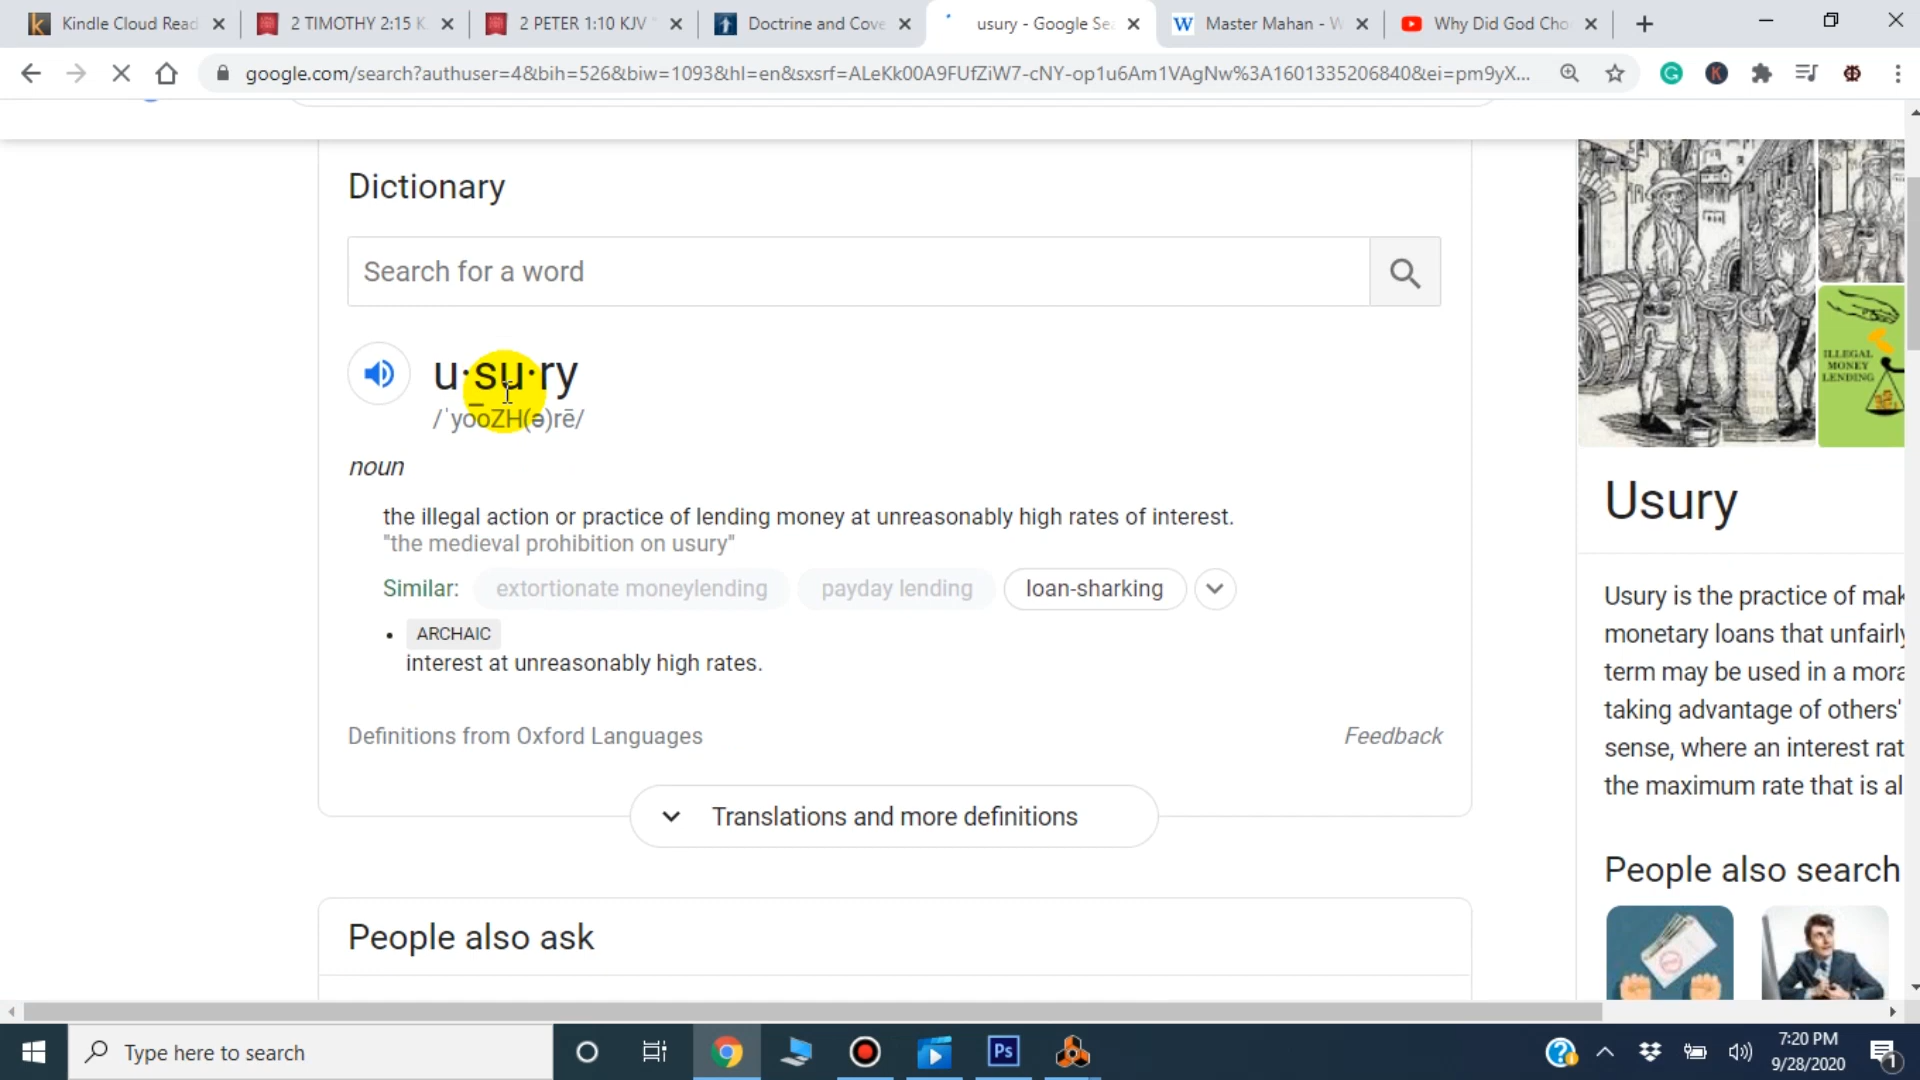 Kindle Cloud Read
2 TIMOTHY 2:15 K
2 PETER 1:10 KJV
Doctrine and Cove
usury - Google Sea
Master Mahan - W
Why Did God Cho
google.com/search?authuser=4&bih=526&biw=1093&hl=en&sxsrf=ALeKk00A9FUfZiW7-cNY-op1u6Am1VAgNw%3A1601335206840&ei=pm9yX...
Dictionary
Search for a word
u·su·ry
/ˈyo͞oZH(ə)rē/
noun
the illegal action or practice of lending money at unreasonably high rates of interest.
"the medieval prohibition on usury"
Similar: extortionate moneylending payday lending loan-sharking
• ARCHAIC
interest at unreasonably high rates.
Definitions from Oxford Languages
Feedback
Translations and more definitions
People also ask
ILLEGAL
MONEY
LENDING
Usury
Usury is the practice of mak
monetary loans that unfairly
term may be used in a mora
taking advantage of others'
sense, where an interest rat
the maximum rate that is al
People also search
Type here to search
Ps
7:20 PM
9/28/2020
1